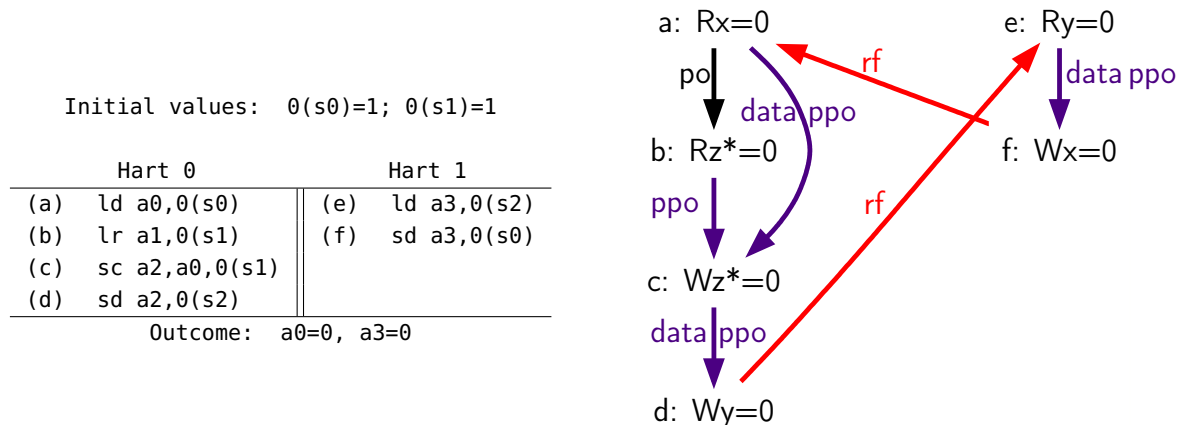 Initial values: 0(s0)=1; 0(s1)=1
Hart 0 Hart 1
(a) ld a0,0(s0) (e) ld a3,0(s2)
(b) lr a1,0(s1) (f) sd a3,0(s0)
(c) sc a2,a0,0(s1)
(d) sd a2,0(s2)
Outcome: a0=0, a3=0
a: Rx=0
e: Ry=0
po
rf
data ppo
data ppo
b: Rz*=0
f: Wx=0
ppo
rf
c: Wz*=0
data ppo
d: Wy=0